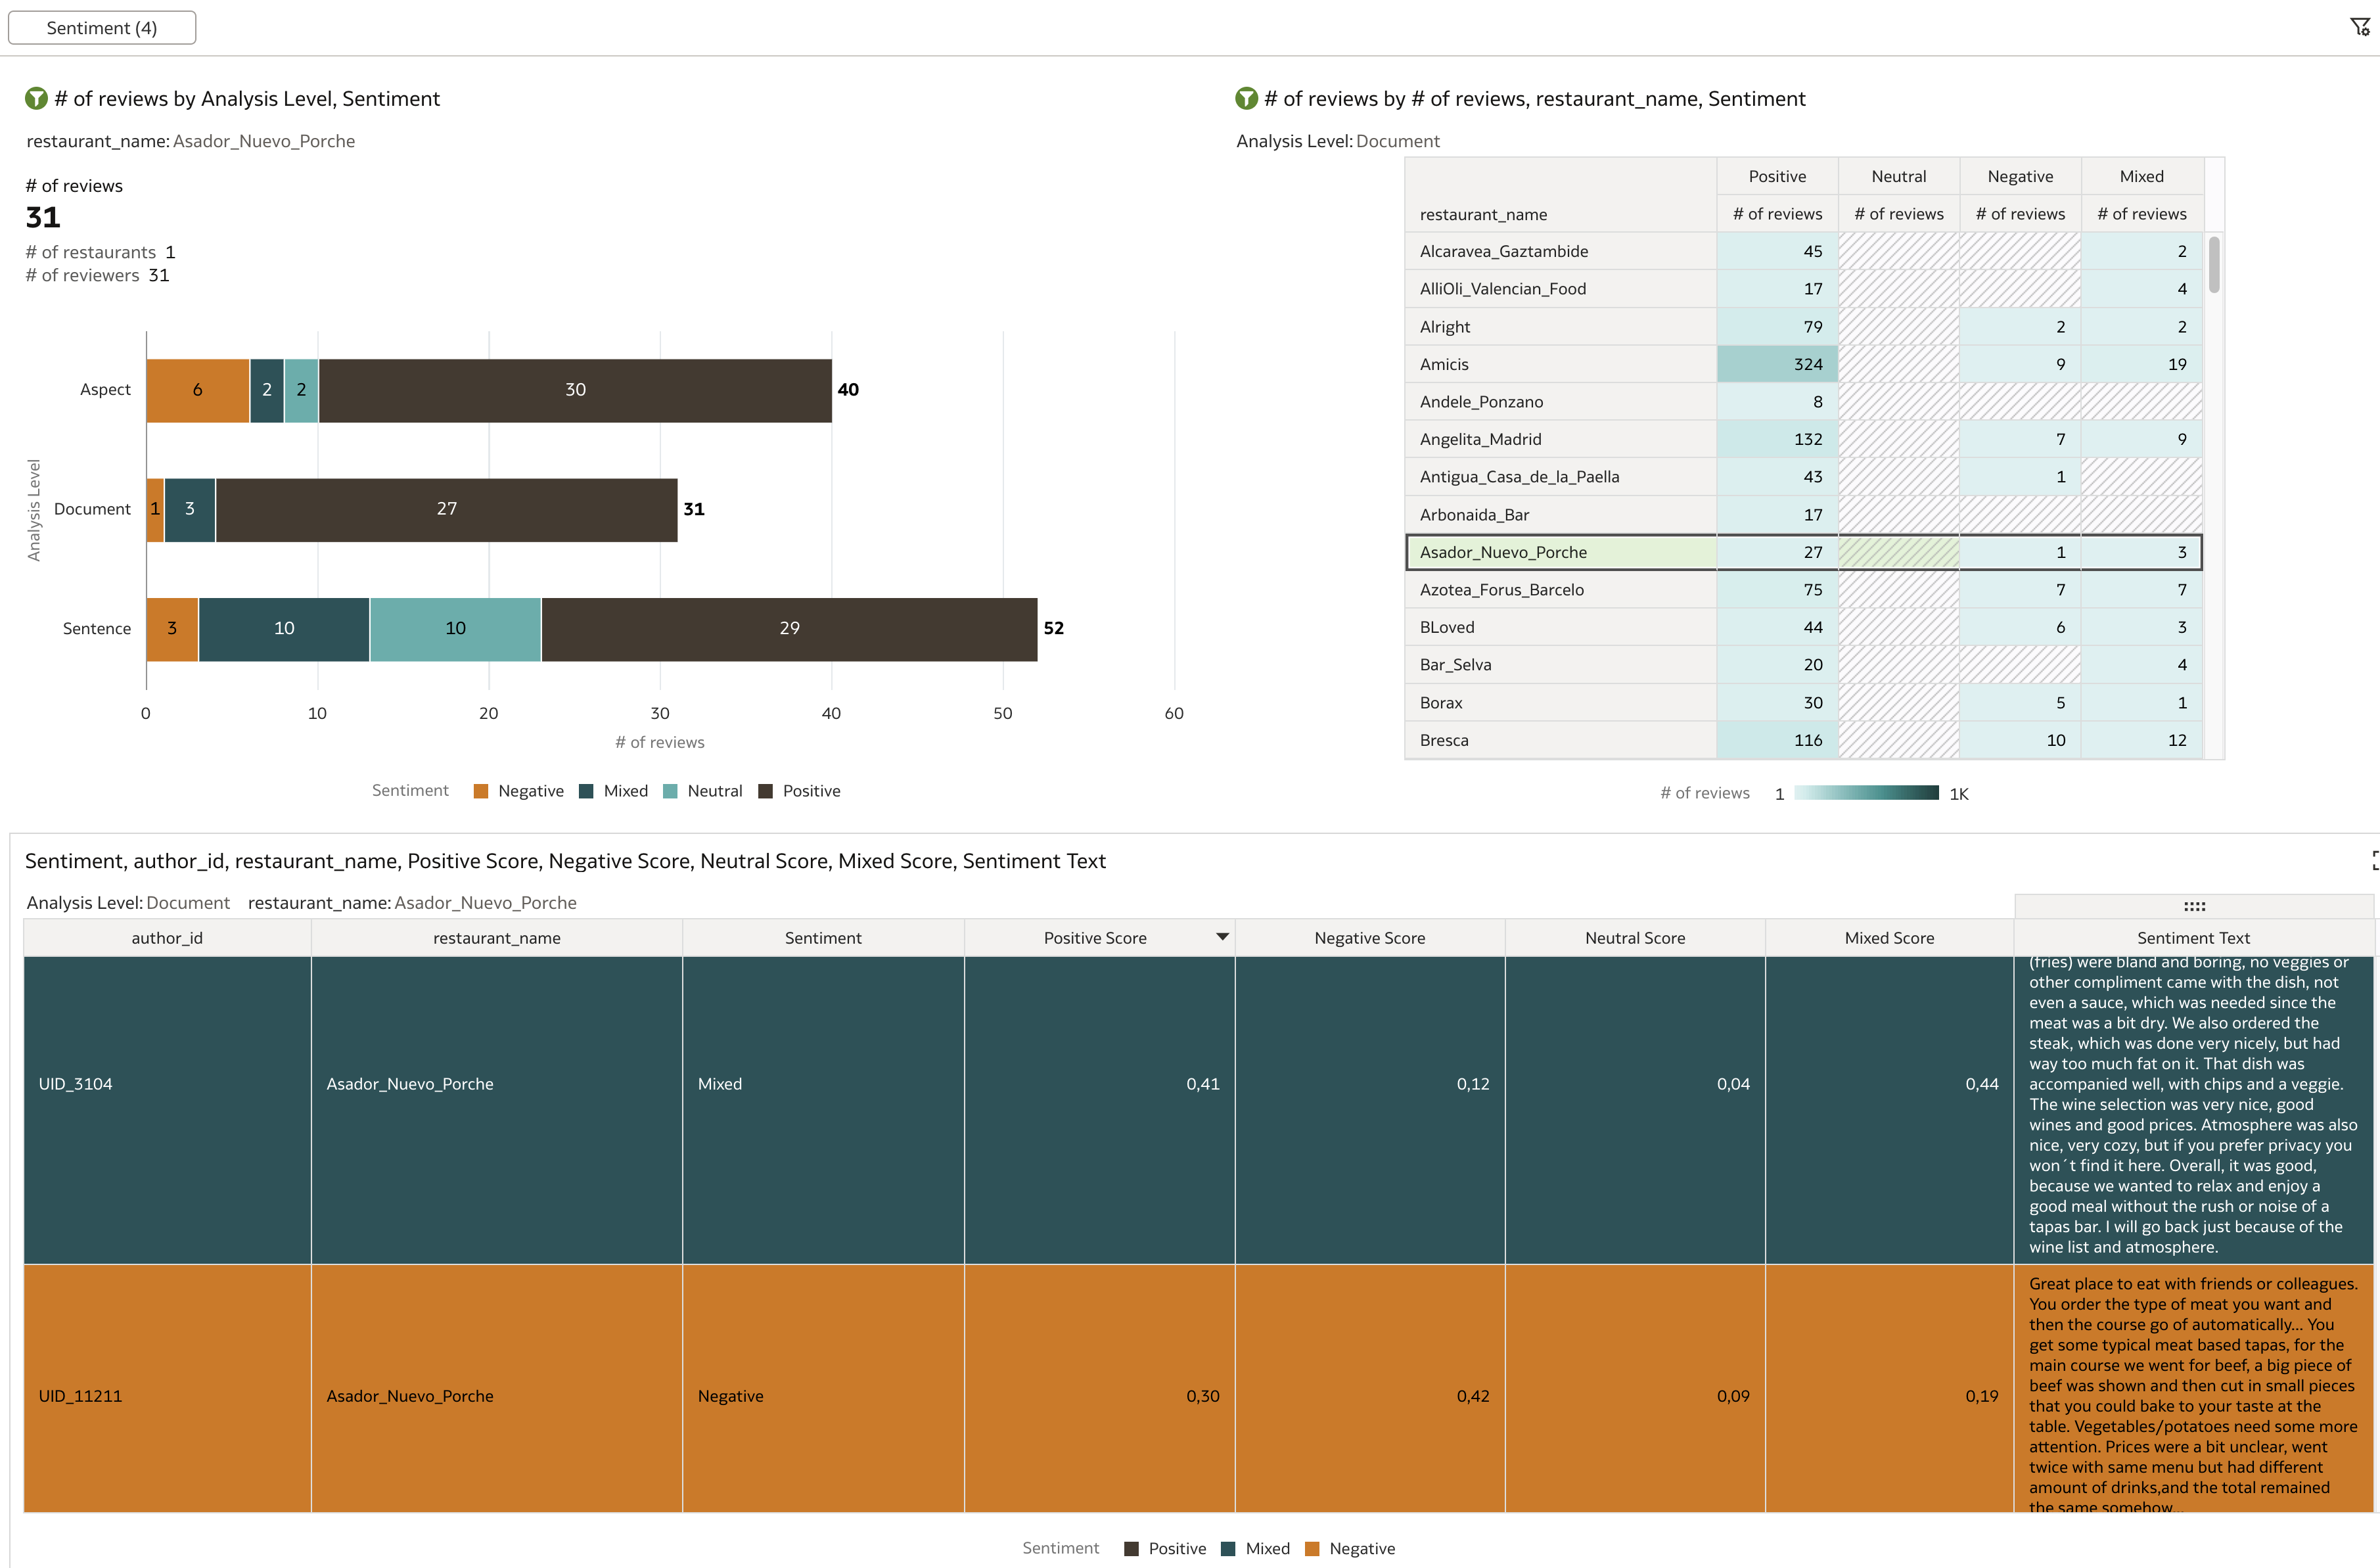 Sentiment (4)
# of reviews by Analysis Level, Sentiment
restaurant_name: Asador_Nuevo_Porche
# of reviews
31
# of restaurants 1
# of reviewers 31
Analysis Level
Aspect 6 2 2 30 40
Document 1 3 27 31
Sentence 3 10 10 29 52
0 10 20 30 40 50 60
# of reviews
Sentiment Negative Mixed Neutral Positive
# of reviews by # of reviews, restaurant_name, Sentiment
Analysis Level: Document
Positive Neutral Negative Mixed
restaurant_name # of reviews # of reviews # of reviews # of reviews
Alcaravea_Gaztambide 45 2
AlliOli_Valencian_Food 17 4
Alright 79 2 2
Amicis 324 9 19
Andele_Ponzano 8
Angelita_Madrid 132 7 9
Antigua_Casa_de_la_Paella 43 1
Arbonaida_Bar 17
Asador_Nuevo_Porche 27 1 3
Azotea_Forus_Barcelo 75 7 7
BLoved 44 6 3
Bar_Selva 20 4
Borax 30 5 1
Bresca 116 10 12
# of reviews 1 1K
Sentiment, author_id, restaurant_name, Positive Score, Negative Score, Neutral Score, Mixed Score, Sentiment Text
Analysis Level: Document restaurant_name: Asador_Nuevo_Porche
author_id restaurant_name Sentiment Positive Score Negative Score Neutral Score Mixed Score Sentiment Text
UID_3104 Asador_Nuevo_Porche Mixed 0,41 0,12 0,04 0,44
(fries) were bland and boring, no veggies or
other compliment came with the dish, not
even a sauce, which was needed since the
meat was a bit dry. We also ordered the
steak, which was done very nicely, but had
way too much fat on it. That dish was
accompanied well, with chips and a veggie.
The wine selection was very nice, good
wines and good prices. Atmosphere was also
nice, very cozy, but if you prefer privacy you
won´t find it here. Overall, it was good,
because we wanted to relax and enjoy a
good meal without the rush or noise of a
tapas bar. I will go back just because of the
wine list and atmosphere.
UID_11211 Asador_Nuevo_Porche Negative 0,30 0,42 0,09 0,19
Great place to eat with friends or colleagues.
You order the type of meat you want and
then the course go of automatically... You
get some typical meat based tapas, for the
main course we went for beef, a big piece of
beef was shown and then cut in small pieces
that you could bake to your taste at the
table. Vegetables/potatoes need some more
attention. Prices were a bit unclear, went
twice with same menu but had different
amount of drinks,and the total remained
the same somehow...
Sentiment Positive Mixed Negative